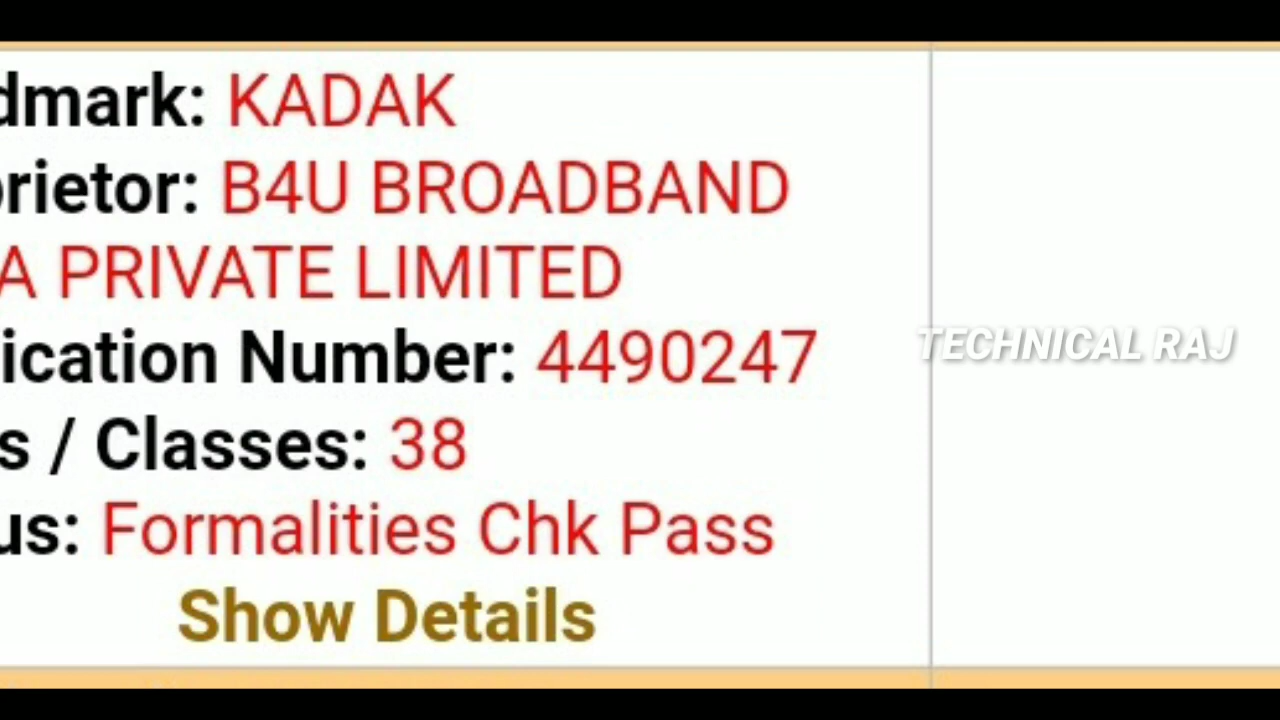 dmark: KADAK
rietor: B4U BROADBAND
A PRIVATE LIMITED
ication Number: 4490247
TECHNICAL RAJ
s / Classes: 38
us: Formalities Chk Pass
Show Details